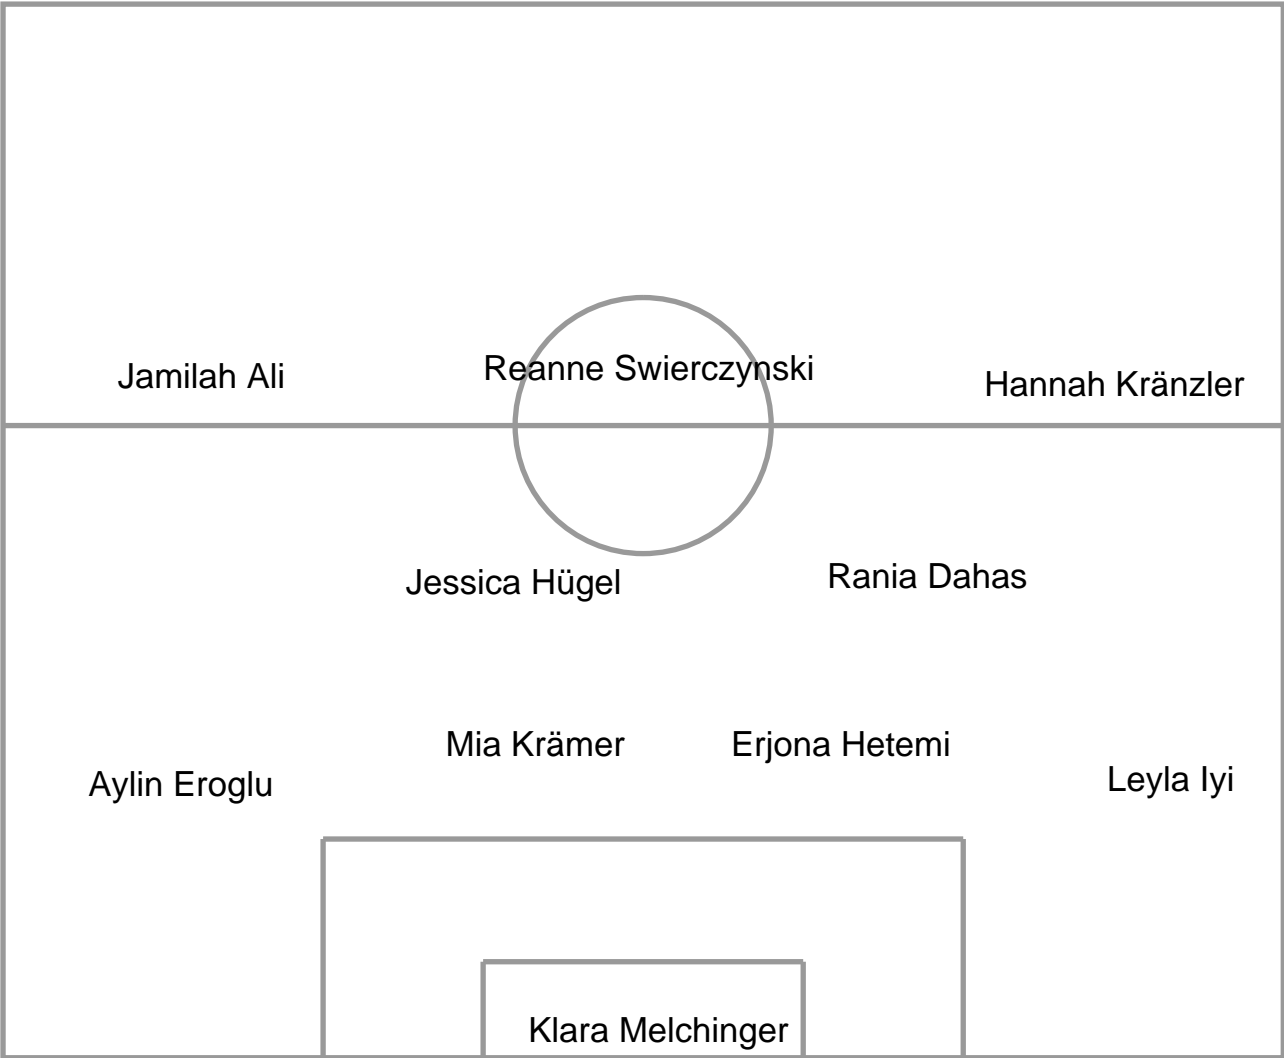 Jamilah Ali
Reanne Swierczynski
Hannah Kränzler
Jessica Hügel
Rania Dahas
Mia Krämer
Erjona Hetemi
Aylin Eroglu
Leyla Iyi
Klara Melchinger